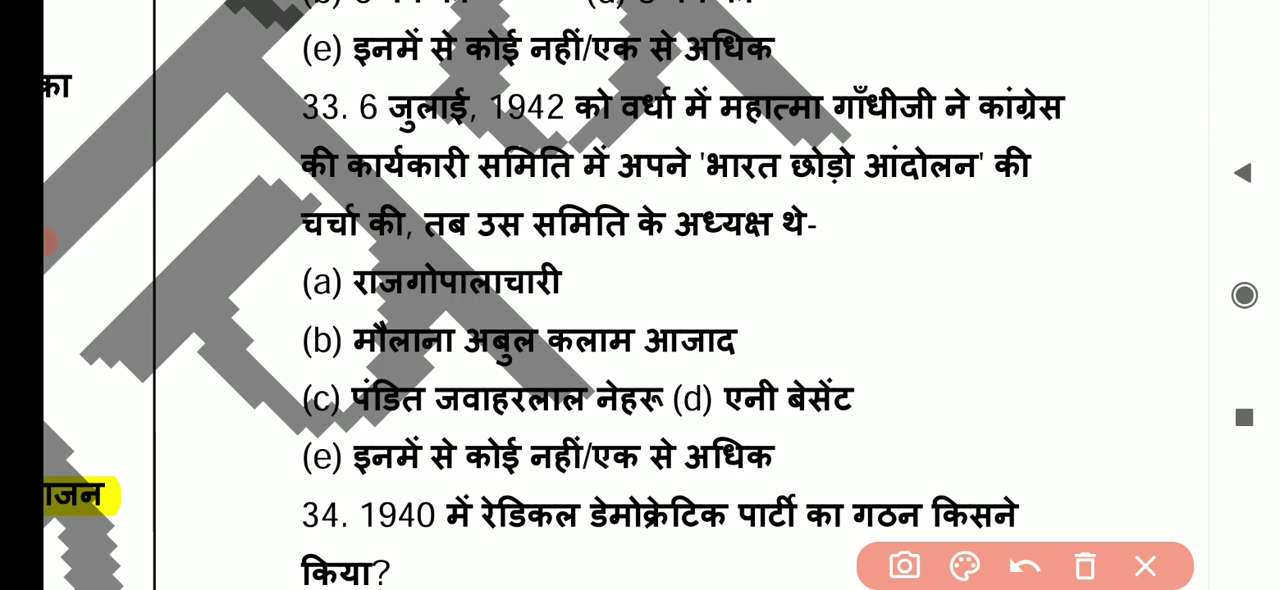 (e) इनमें से कोई नहीं/एक से अधिक
का
33. 6 जुलाई, 1942 को वर्धा में महात्मा गाँधीजी ने कांग्रेस
की कार्यकारी समिति में अपने 'भारत छोड़ो आंदोलन' की
चर्चा की, तब उस समिति के अध्यक्ष थे-
(a) राजगोपालाचारी
(b) मौलाना अबुल कलाम आजाद
(c) पंडित जवाहरलाल नेहरू (d) एनी बेसेंट
(e) इनमें से कोई नहीं/एक से अधिक
ाजन
34. 1940 में रेडिकल डेमोक्रेटिक पार्टी का गठन किसने
किया?